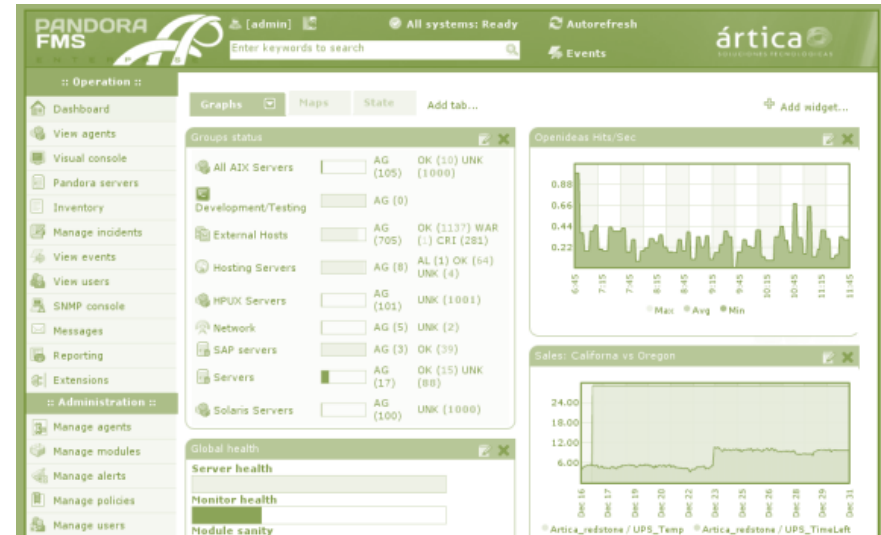 PANDORA
FMS
ENTERPRISE
[admin]
All systems: Ready
Autorefresh
Enter keywords to search
Events
ártica
SOLUCIONES TECNOLÓGICAS
:: Operation ::
Dashboard
View agents
Visual console
Pandora servers
Inventory
Manage incidents
View events
View users
SNMP console
Messages
Reporting
Extensions
:: Administration ::
Manage agents
Manage modules
Manage alerts
Manage policies
Manage users
Graphs
Maps
State
Add tab...
Add widget...
Groups status
All AIX Servers AG (105) OK (10) UNK (1000)
Development/Testing AG (0)
External Hosts AG (705) OK (1137) WAR (1) CRI (281)
Hosting Servers AG (8) AL (1) OK (64) UNK (4)
HPUX Servers AG (101) UNK (1001)
Network AG (5) UNK (2)
SAP servers AG (3) OK (39)
Servers AG (17) OK (15) UNK (88)
Solaris Servers AG (100) UNK (1000)
Global health
Server health
Monitor health
Module sanity
Openideas Hits/Sec
0.88
0.66
0.44
0.22
6:45 7:15 7:45 8:15 8:45 9:15 9:45 10:15 10:45 11:15 11:45
Max Avg Min
Sales: Californa vs Oregon
24.00
18.00
12.00
6.00
Dec 16 Dec 17 Dec 19 Dec 20 Dec 22 Dec 23 Dec 25 Dec 26 Dec 28 Dec 29 Dec 31
Artica_redstone / UPS_Temp Artica_redstone / UPS_TimeLeft